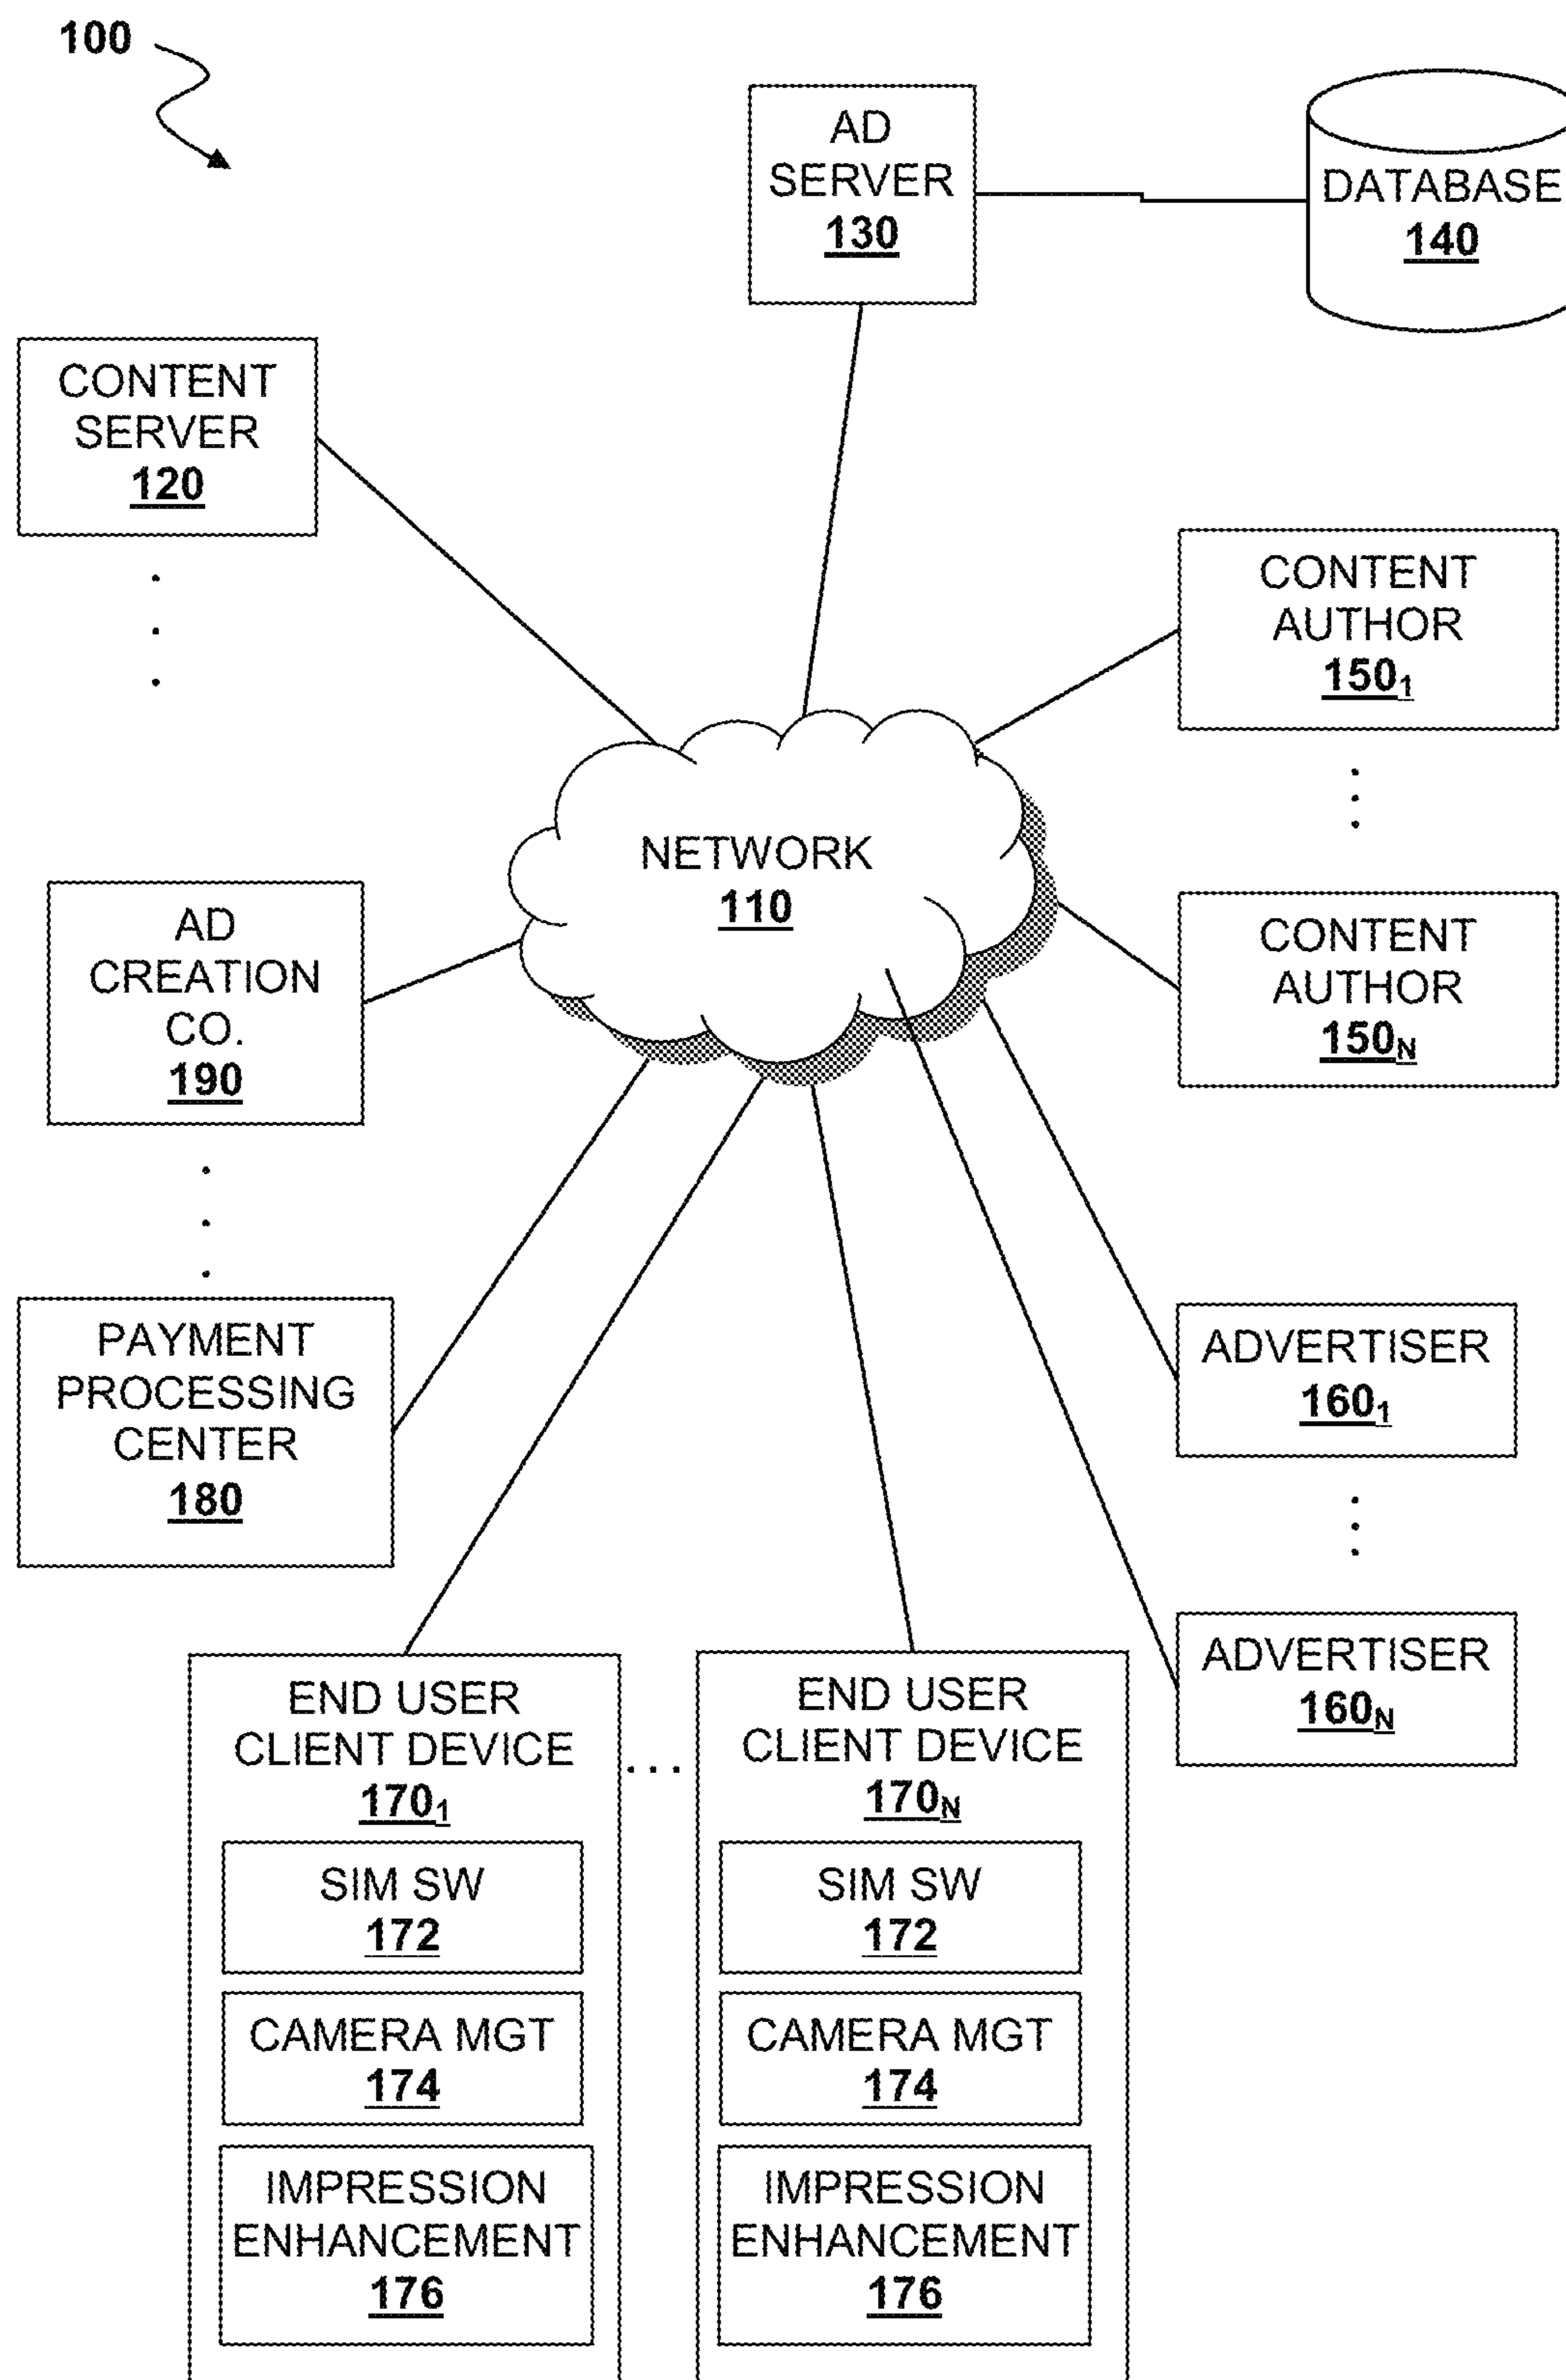 100
AD
SERVER
130
DATABASE
140
CONTENT
SERVER
120
CONTENT
AUTHOR
150₁
NETWORK
110
AD
CREATION
CO.
190
CONTENT
AUTHOR
150N
PAYMENT
PROCESSING
CENTER
180
ADVERTISER
160₁
ADVERTISER
160N
END USER
CLIENT DEVICE
170₁
SIM SW
172
CAMERA MGT
174
IMPRESSION
ENHANCEMENT
176
...
END USER
CLIENT DEVICE
170N
SIM SW
172
CAMERA MGT
174
IMPRESSION
ENHANCEMENT
176